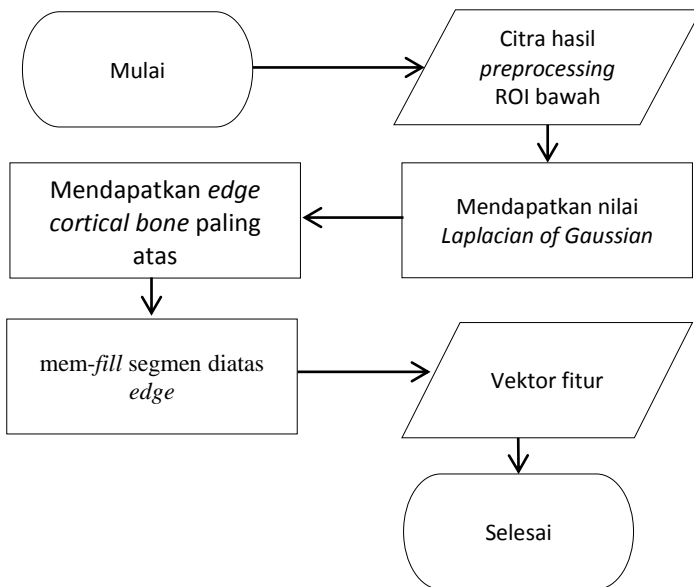 Mulai
Citra hasil
preprocessing
ROI bawah
Mendapatkan nilai
Laplacian of Gaussian
Mendapatkan edge
cortical bone paling
atas
mem-fill segmen diatas
edge
Vektor fitur
Selesai